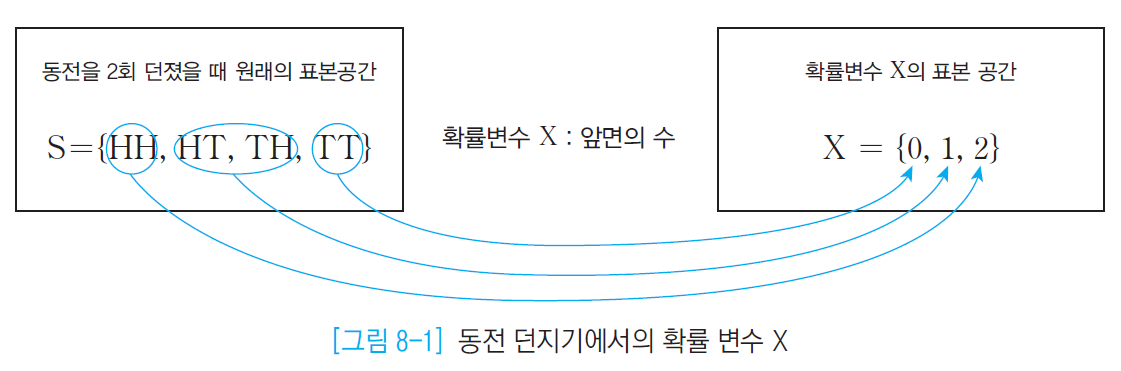 동전을 2회 던졌을 때 원래의 표본공간
S={HH, HT, TH, TT}
확률변수 X : 앞면의 수
확률변수 X의 표본 공간
X = {0, 1, 2}
[그림 8-1] 동전 던지기에서의 확률 변수 X